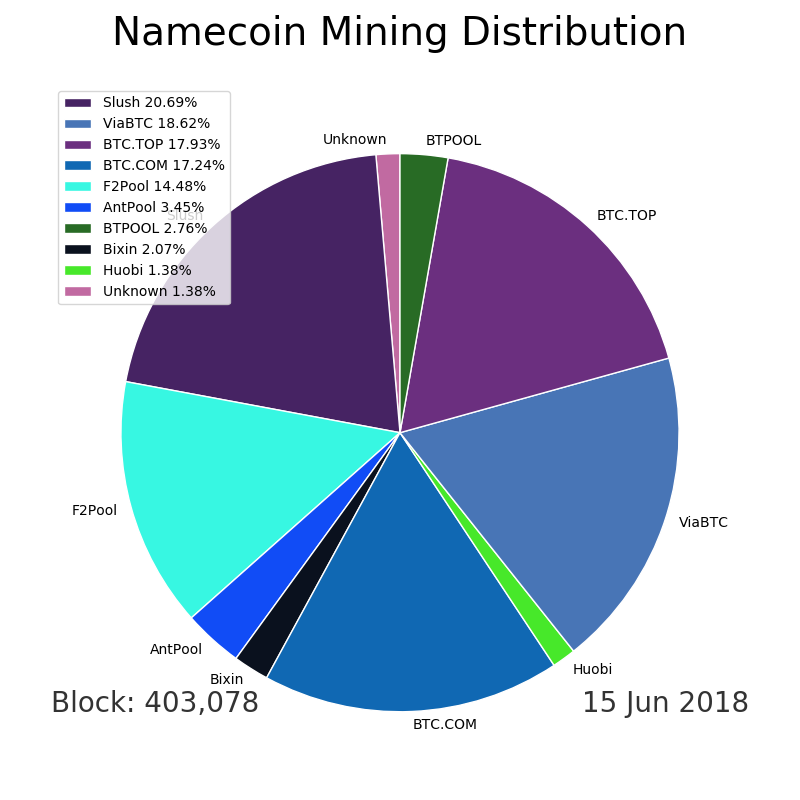 Namecoin Mining Distribution
Slush 20.69%
ViaBTC 18.62%
BTC.TOP 17.93%
BTC.COM 17.24%
F2Pool 14.48%
AntPool 3.45%
BTPOOL 2.76%
Bixin 2.07%
Huobi 1.38%
Unknown 1.38%
Unknown
BTPOOL
Slush
BTC.TOP
F2Pool
ViaBTC
AntPool
Bixin
Huobi
BTC.COM
Block: 403,078
15 Jun 2018